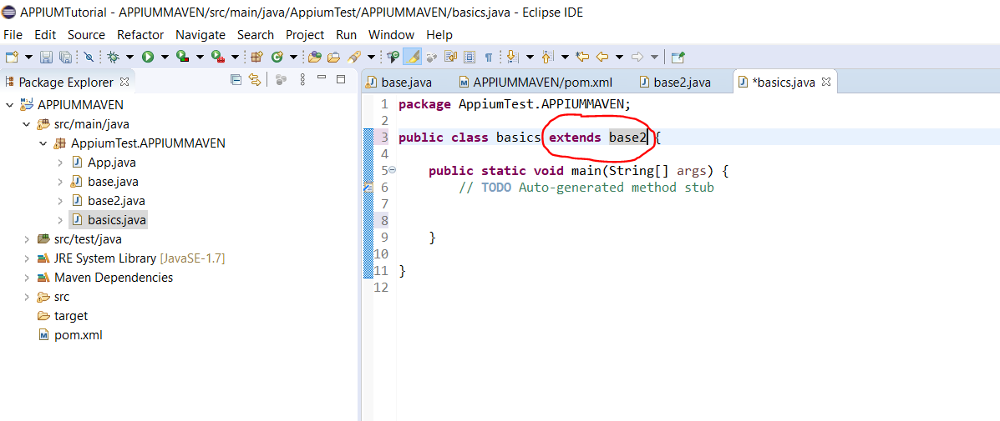 APPIUMTutorial - APPIUMMAVEN/src/main/java/AppiumTest/APPIUMMAVEN/basics.java - Eclipse IDE
File Edit Source Refactor Navigate Search Project Run Window Help
Package Explorer
APPIUMMAVEN
src/main/java
AppiumTest.APPIUMMAVEN
App.java
base.java
base2.java
basics.java
src/test/java
JRE System Library [JavaSE-1.7]
Maven Dependencies
src
target
pom.xml
base.java APPIUMMAVEN/pom.xml base2.java *basics.java
1 package AppiumTest.APPIUMMAVEN;
2
3 public class basics extends base2 {
4
5 public static void main(String[] args) {
6 // TODO Auto-generated method stub
7
8
9 }
10
11 }
12